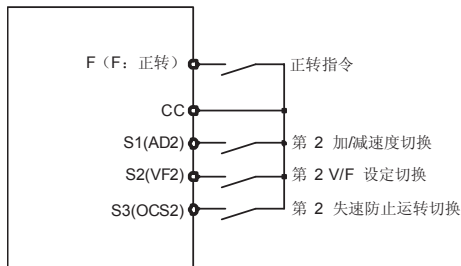 F（F：正转） 正转指令
CC
S1(AD2) 第 2 加/减速度切换
S2(VF2) 第 2 V/F 设定切换
S3(OCS2) 第 2 失速防止运转切换